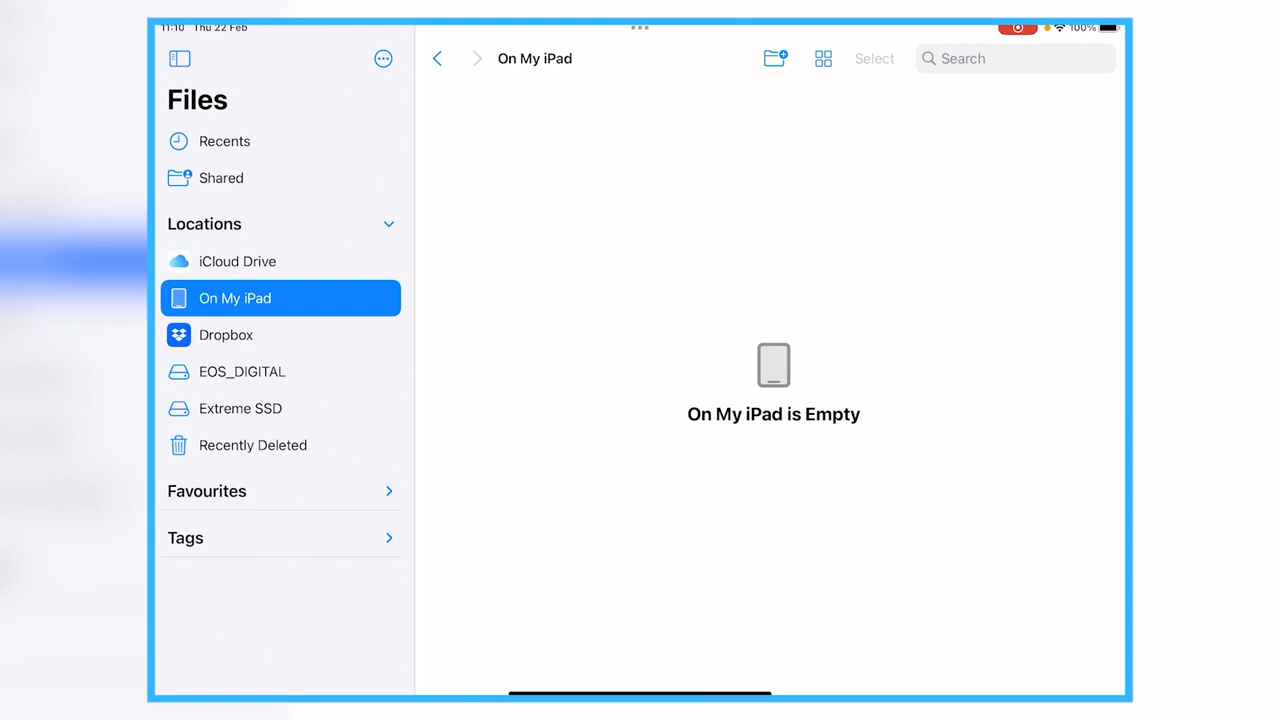 11:10 Thu 22 Feb
100%
Files
Recents
Shared
Locations
iCloud Drive
On My iPad
Dropbox
EOS_DIGITAL
Extreme SSD
Recently Deleted
Favourites
Tags
On My iPad
Select
Search
On My iPad is Empty